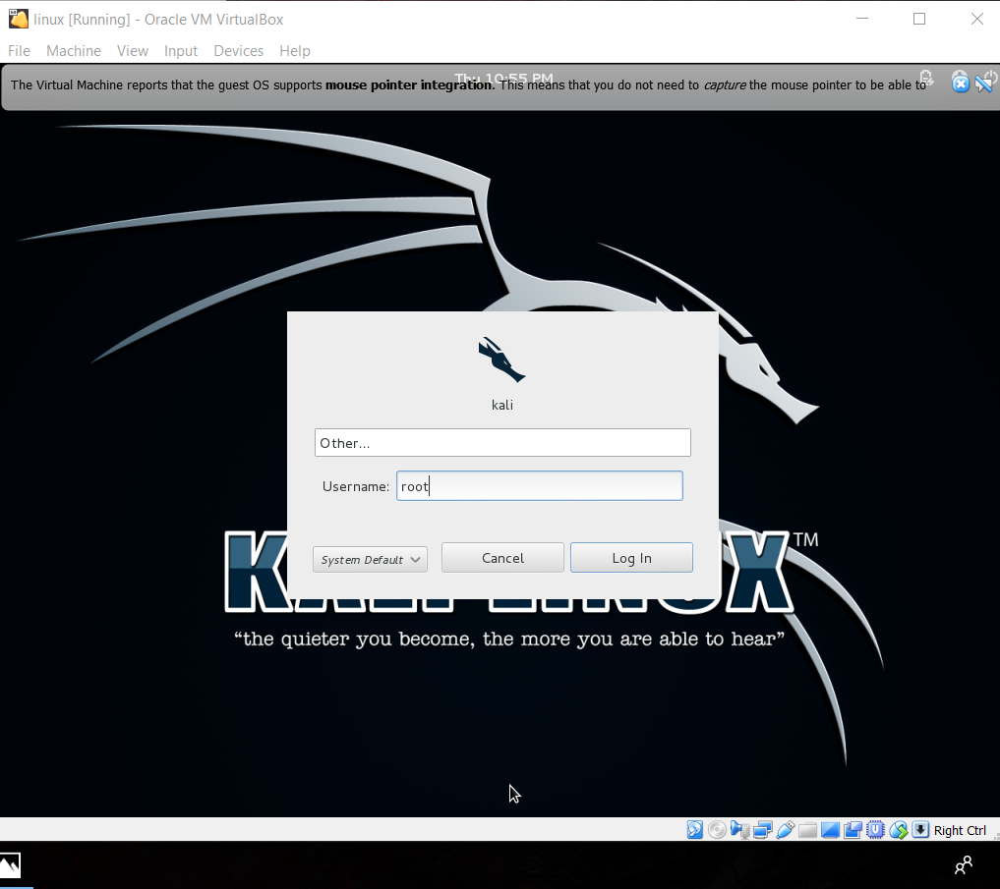 linux [Running] - Oracle VM VirtualBox
File Machine View Input Devices Help
Thu 10:55 PM
The Virtual Machine reports that the guest OS supports mouse pointer integration. This means that you do not need to capture the mouse pointer to be able to
kali
Other...
Username: root
System Default Cancel Log In
KALI LINUX TM
“the quieter you become, the more you are able to hear”
Right Ctrl